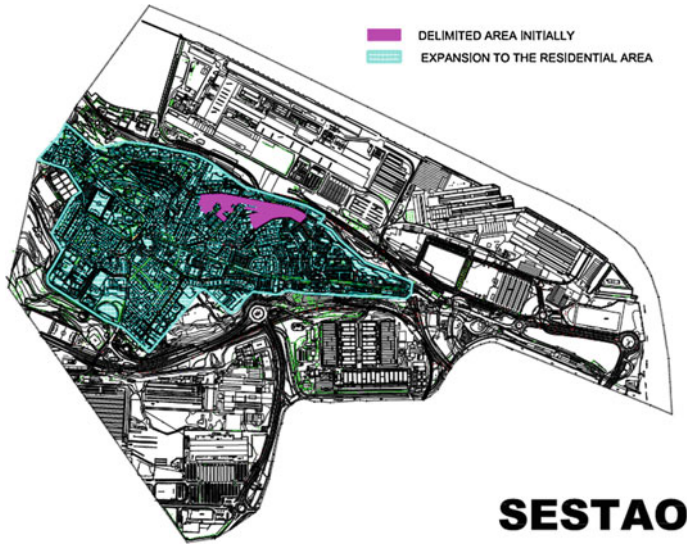 DELIMITED AREA INITIALLY
EXPANSION TO THE RESIDENTIAL AREA
SESTAO